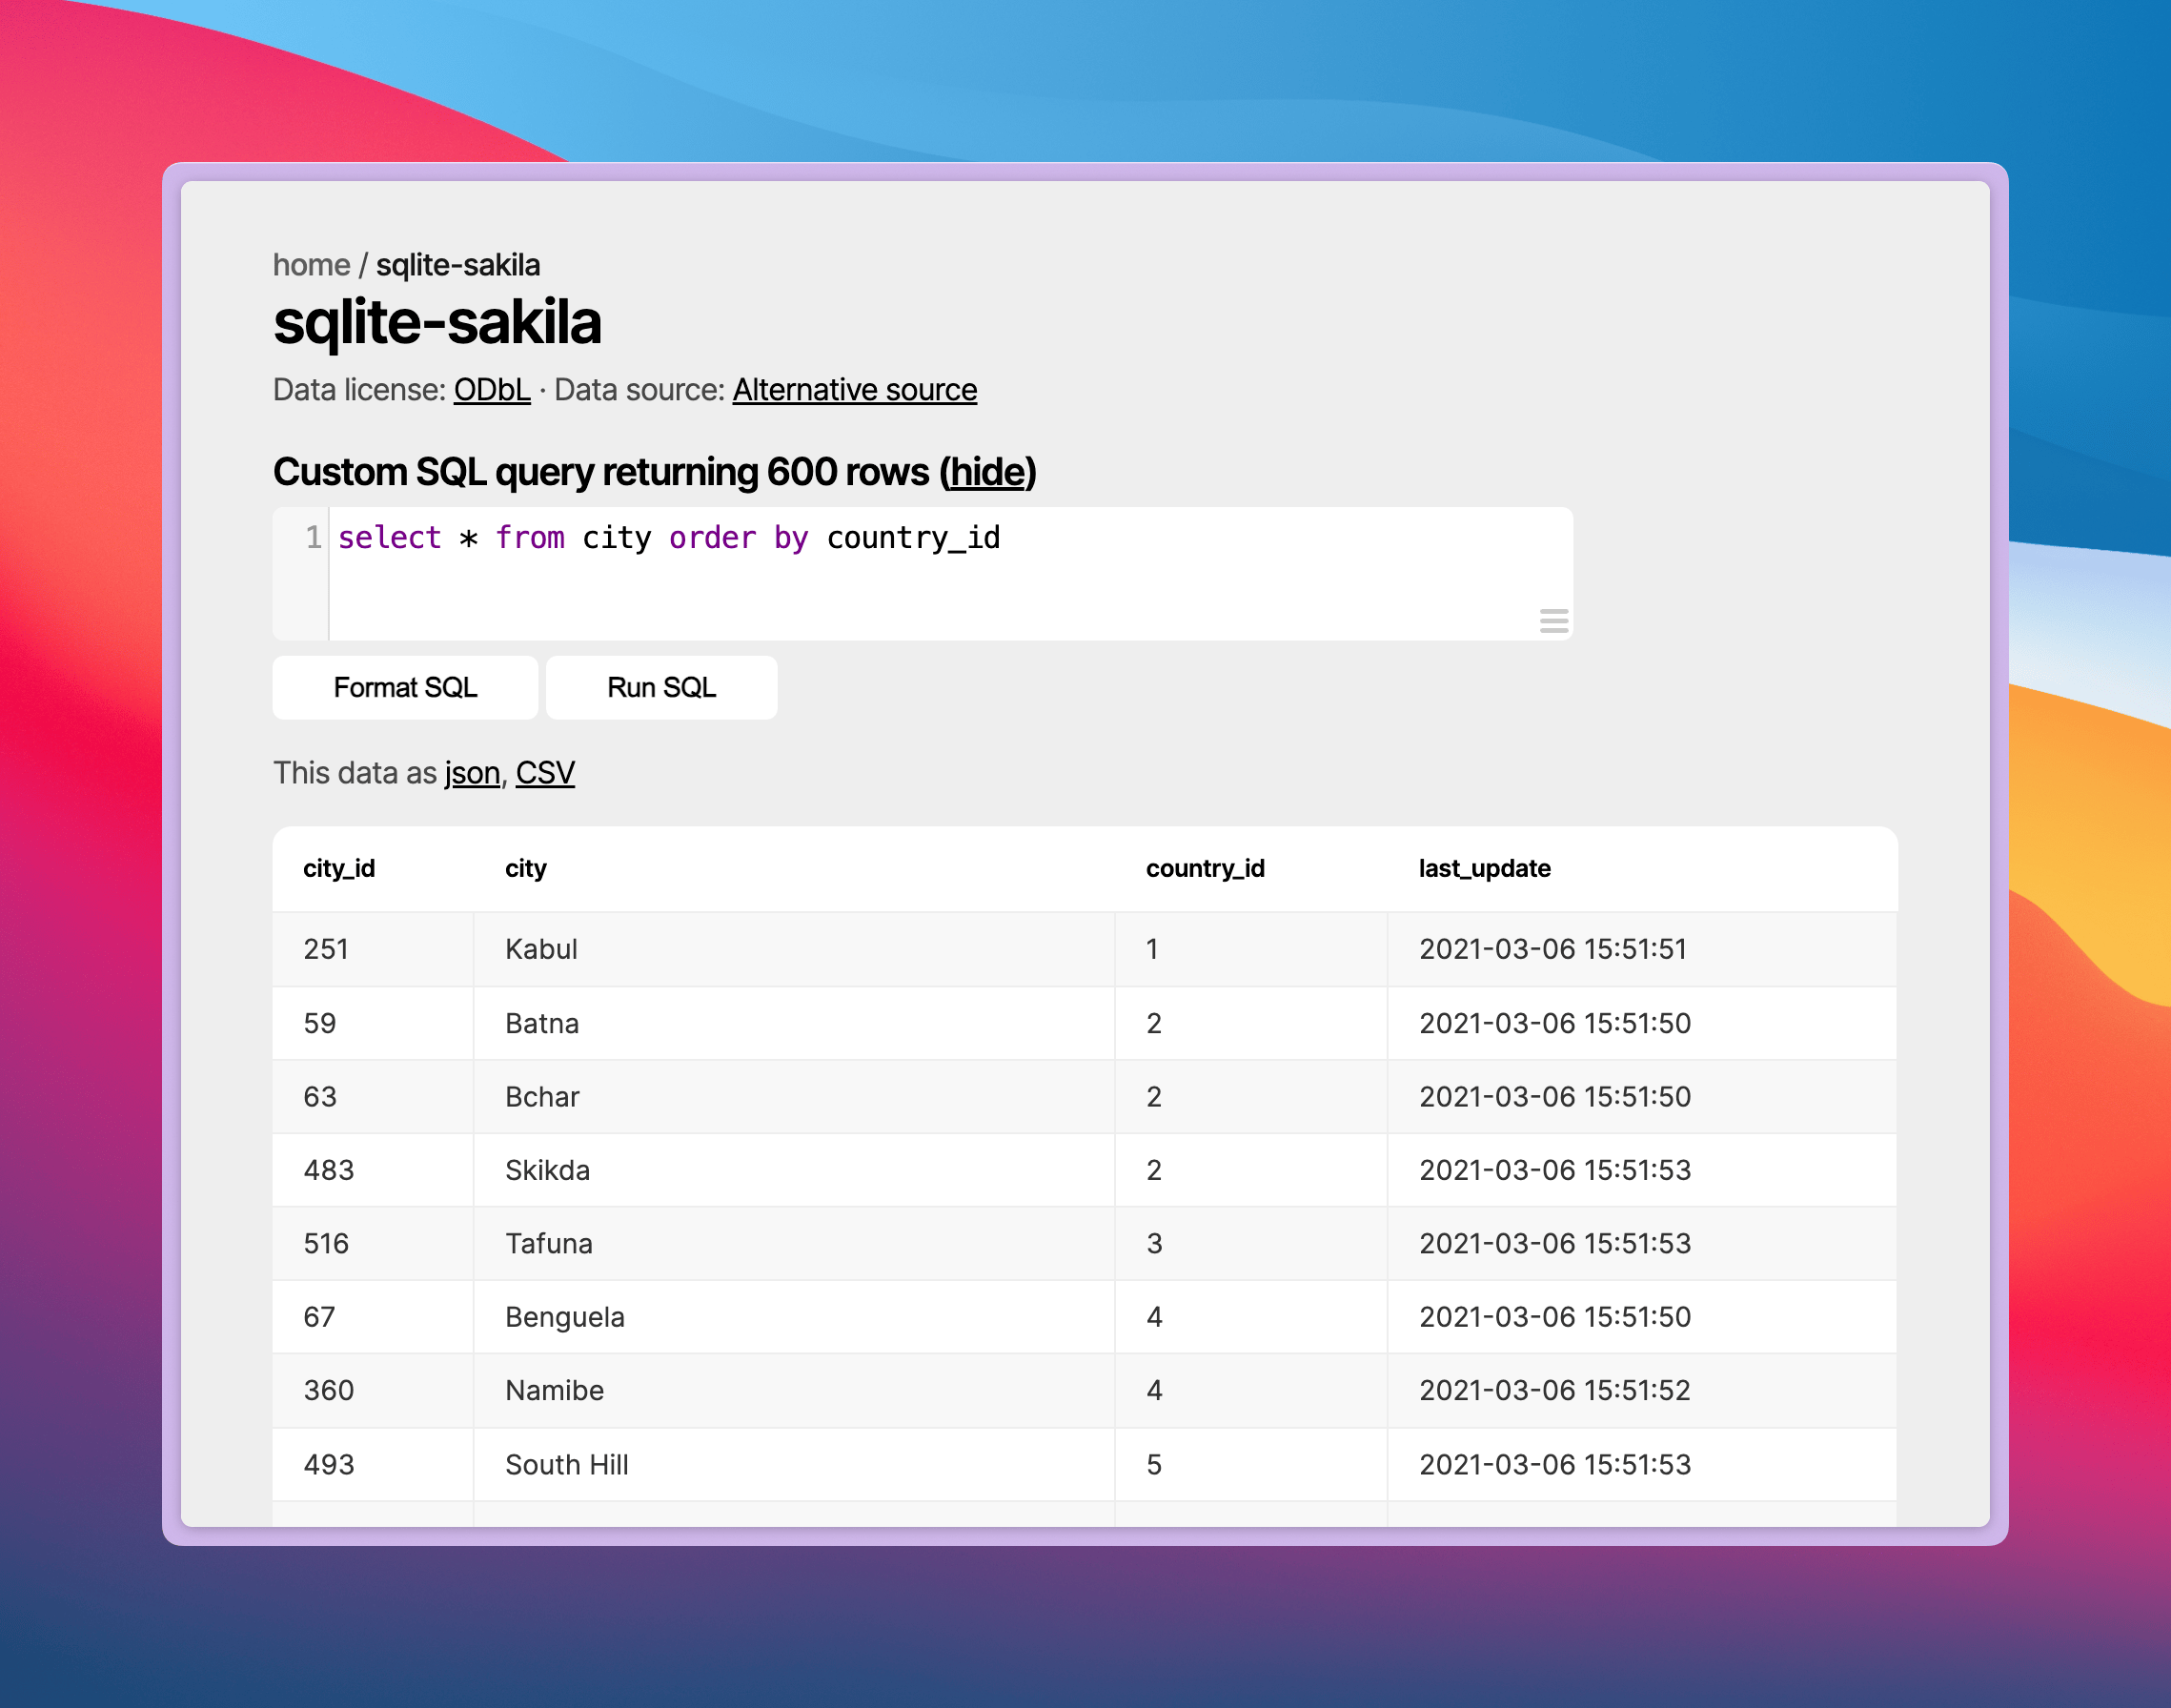 home / sqlite-sakila
sqlite-sakila
Data license: ODbL · Data source: Alternative source
Custom SQL query returning 600 rows (hide)
1 select * from city order by country_id
Format SQL Run SQL
This data as json, CSV
city_id city country_id last_update
251 Kabul 1 2021-03-06 15:51:51
59 Batna 2 2021-03-06 15:51:50
63 Bchar 2 2021-03-06 15:51:50
483 Skikda 2 2021-03-06 15:51:53
516 Tafuna 3 2021-03-06 15:51:53
67 Benguela 4 2021-03-06 15:51:50
360 Namibe 4 2021-03-06 15:51:52
493 South Hill 5 2021-03-06 15:51:53